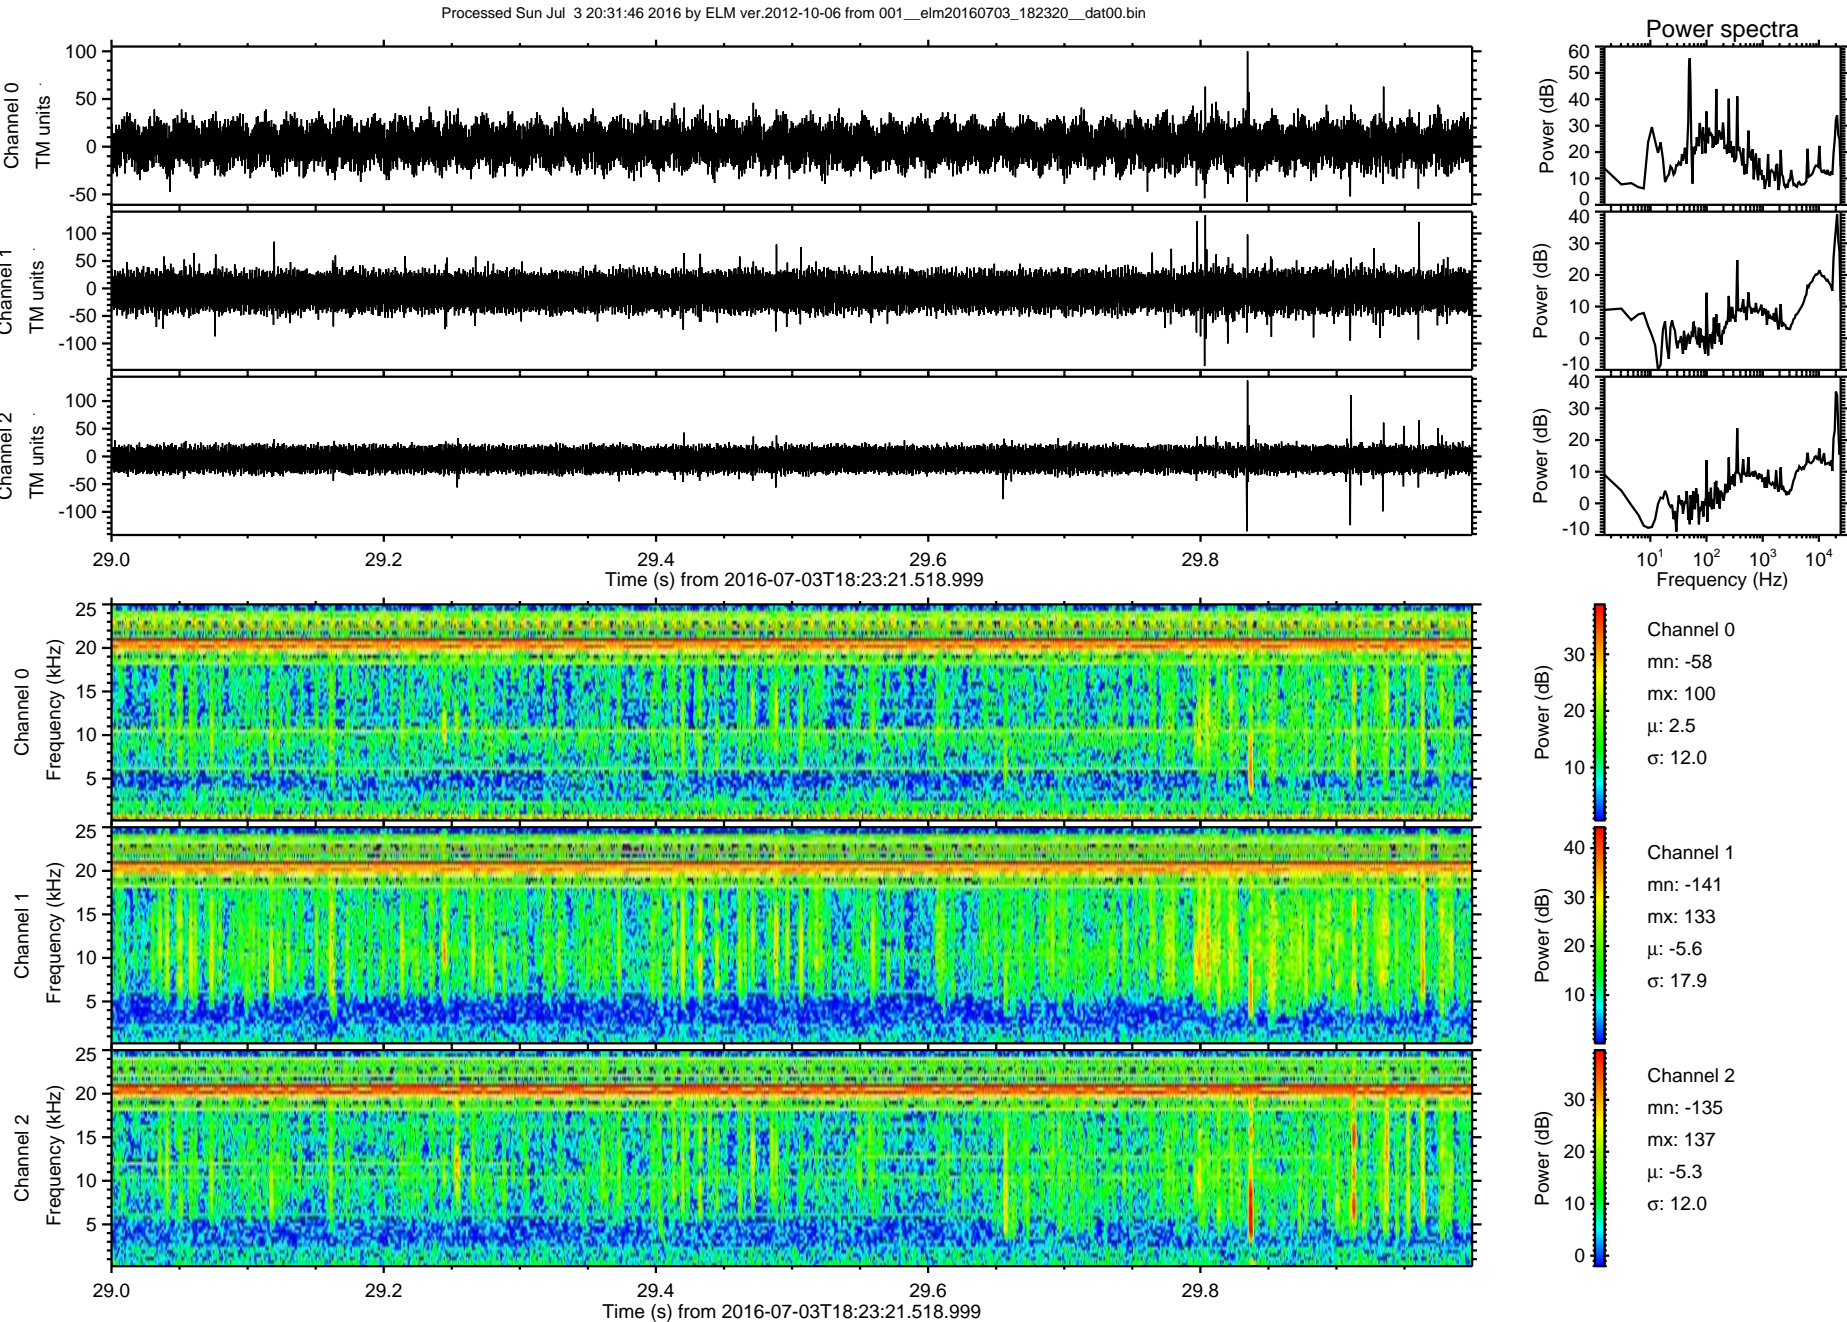 Processed Sun Jul  3 20:31:46 2016 by ELM ver.2012-10-06 from 001__elm20160703_182320__dat00.bin
Power spectra
Channel 0
TM units
100
50
0
-50
Power (dB)
60
50
40
30
20
10
0
Channel 1
TM units
100
50
0
-50
-100
Power (dB)
40
30
20
10
0
-10
Channel 2
TM units
100
50
0
-50
-100
Power (dB)
40
30
20
10
0
-10
29.0 29.2 29.4 29.6 29.8
Time (s) from 2016-07-03T18:23:21.518.999
10¹ 10² 10³ 10⁴
Frequency (Hz)
Channel 0
Frequency (kHz)
25
20
15
10
5
Power (dB)
30
20
10
Channel 0
mn: -58
mx: 100
μ: 2.5
σ: 12.0
Channel 1
Frequency (kHz)
25
20
15
10
5
Power (dB)
40
30
20
10
Channel 1
mn: -141
mx: 133
μ: -5.6
σ: 17.9
Channel 2
Frequency (kHz)
25
20
15
10
5
Power (dB)
30
20
10
0
Channel 2
mn: -135
mx: 137
μ: -5.3
σ: 12.0
29.0 29.2 29.4 29.6 29.8
Time (s) from 2016-07-03T18:23:21.518.999